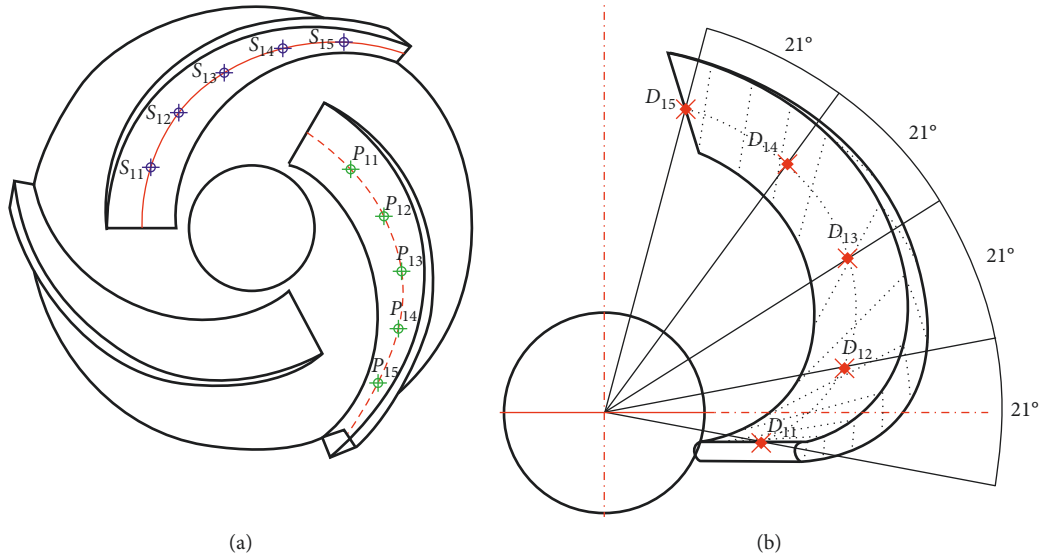 S₁₁
S₁₂
S₁₃
S₁₄
S₁₅
P₁₁
P₁₂
P₁₃
P₁₄
P₁₅
(a)
D₁₅
D₁₄
D₁₃
D₁₂
D₁₁
21°
21°
21°
21°
(b)